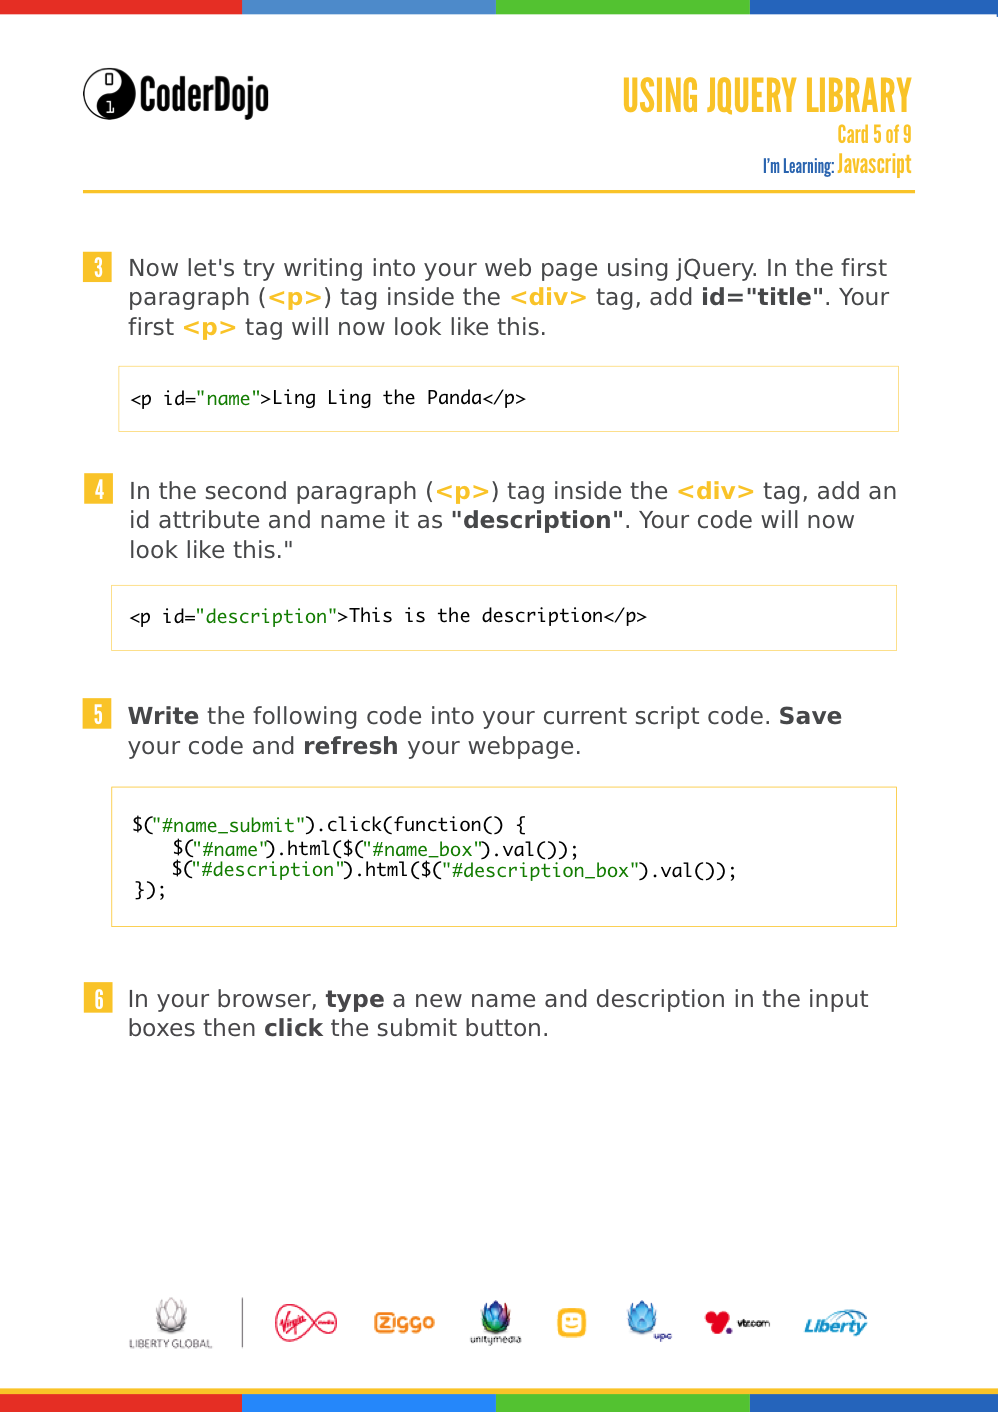 0
1
CoderDojo
USING JQUERY LIBRARY
Card 5 of 9
I'm Learning: Javascript
3 Now let's try writing into your web page using jQuery. In the first
paragraph (<p>) tag inside the <div> tag, add id="title". Your
first <p> tag will now look like this.
<p id="name">Ling Ling the Panda</p>
4 In the second paragraph (<p>) tag inside the <div> tag, add an
id attribute and name it as "description". Your code will now
look like this."
<p id="description">This is the description</p>
5 Write the following code into your current script code. Save
your code and refresh your webpage.
$("#name_submit").click(function() {
$("#name").html($("#name_box").val());
$("#description").html($("#description_box").val());
});
6 In your browser, type a new name and description in the input
boxes then click the submit button.
LIBERTY GLOBAL
Virgin media
Ziggo
unitymedia
upc
vtr.com
Liberty